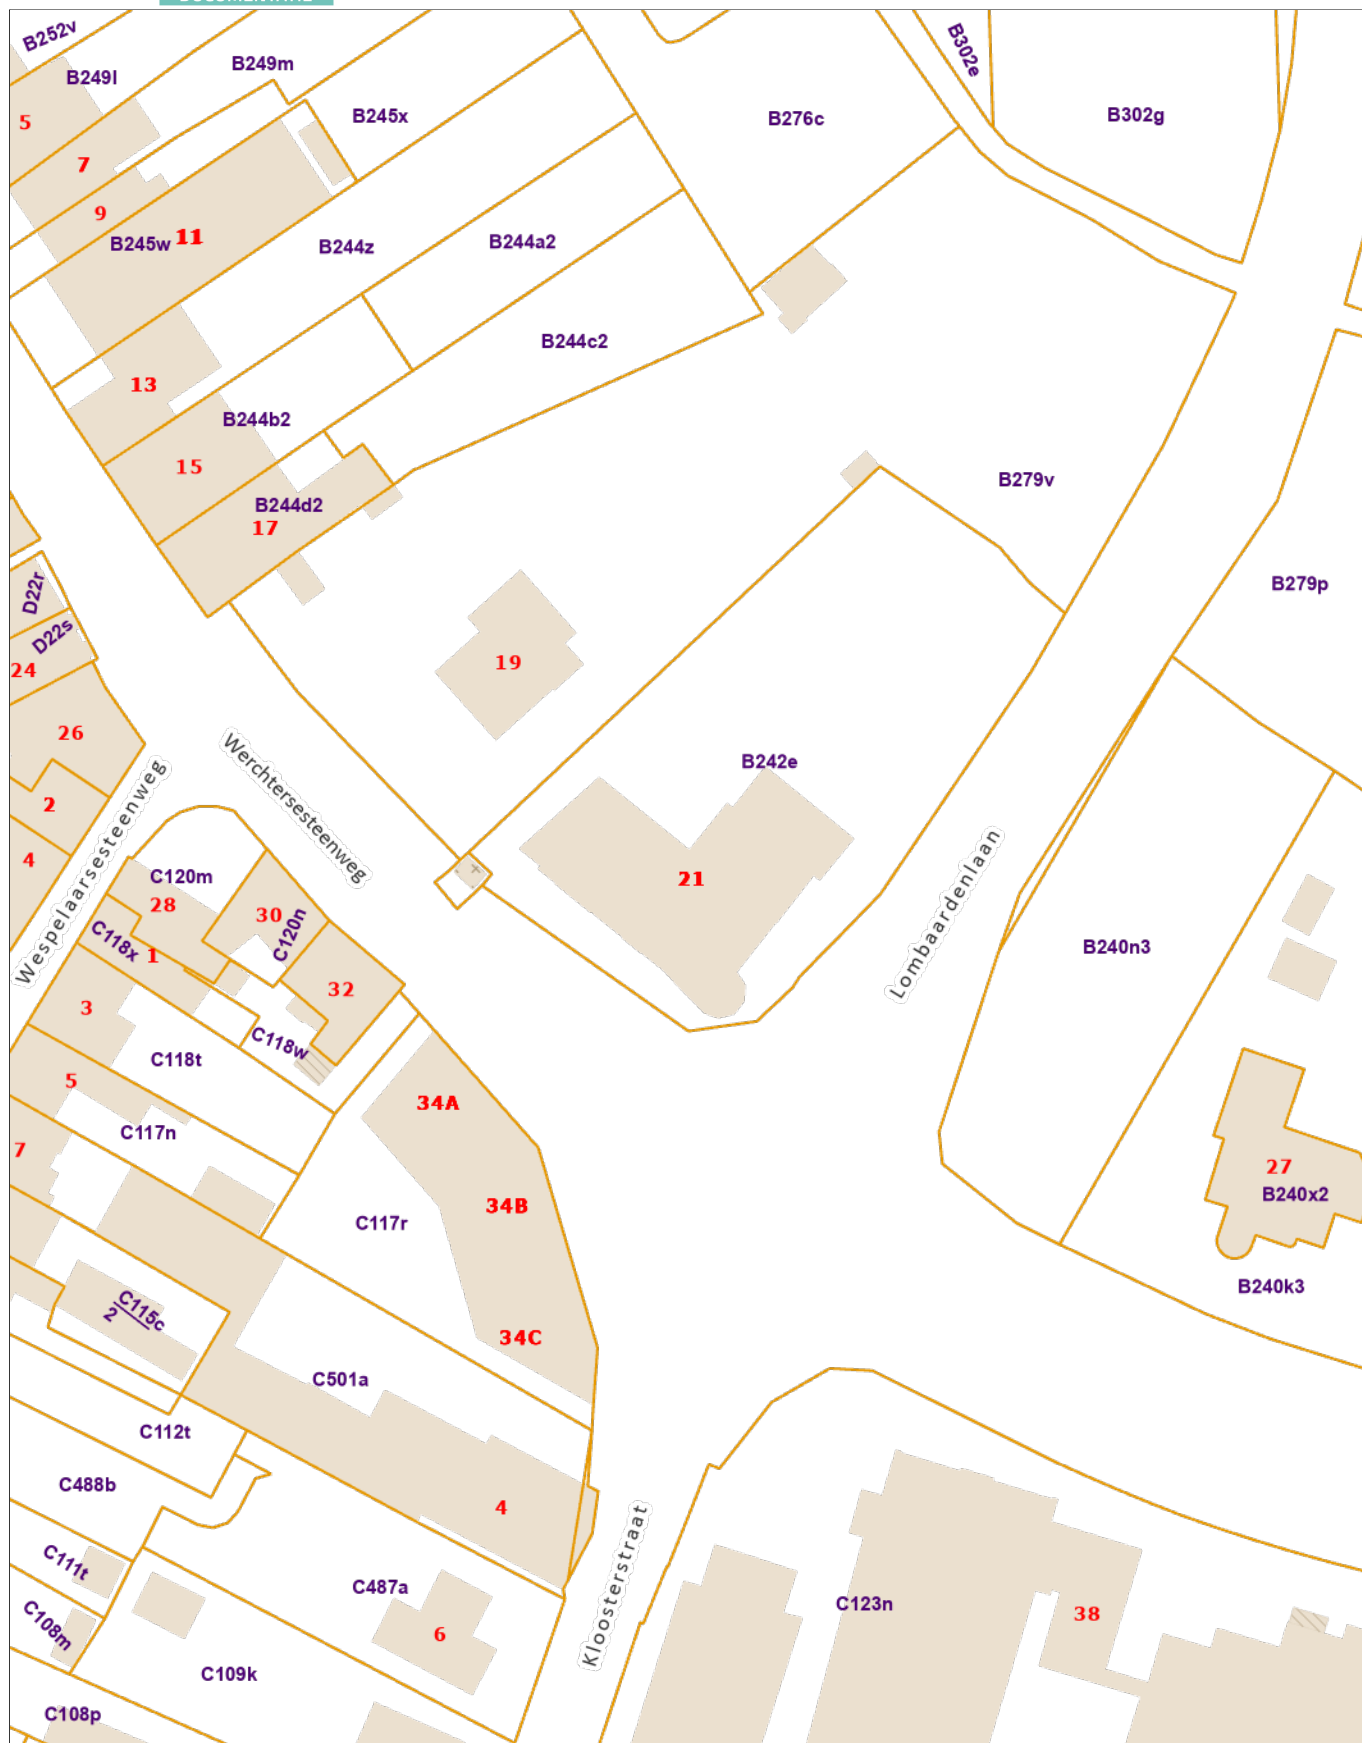 B252v
B249l
B249m
B245x
B276c
B302e
B302g
5
7
9
B245w
11
B244z
B244a2
B244c2
13
B244b2
15
B244d2
17
B279v
D22r
D22s
B279p
24
19
26
Werchtersesteenweg
B242e
2
Wespelaarsesteenweg
4
C120m
28
30
C120n
21
Lombaardenlaan
C118x
1
B240n3
3
32
C118w
C118t
5
34A
C117n
7
27
B240x2
34B
C117r
B240k3
C115c
2
34C
C501a
C112t
C488b
4
Kloosterstraat
C111t
C487a
C123n
38
C108m
6
C109k
C108p